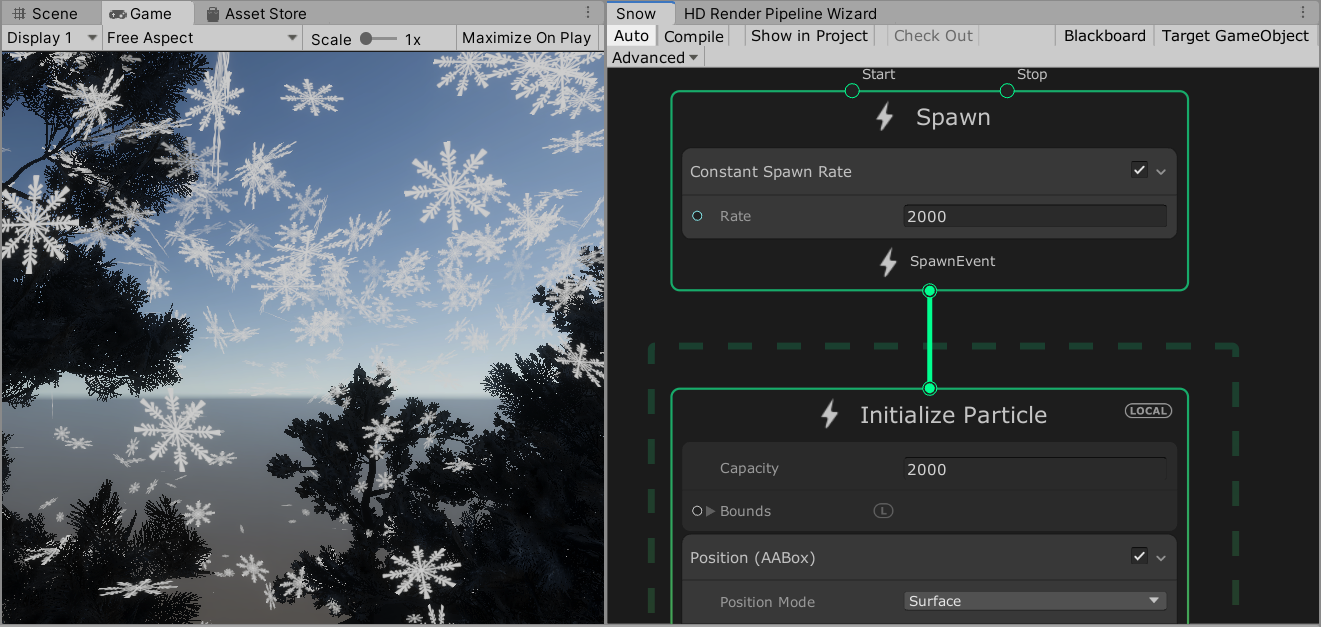 Scene Game Asset Store
Display 1 Free Aspect Scale 1x Maximize On Play
Snow HD Render Pipeline Wizard
Auto Compile Show in Project Check Out Blackboard Target GameObject
Advanced
Start Stop
Spawn
Constant Spawn Rate
Rate 2000
SpawnEvent
Initialize Particle LOCAL
Capacity 2000
Bounds L
Position (AABox)
Position Mode Surface